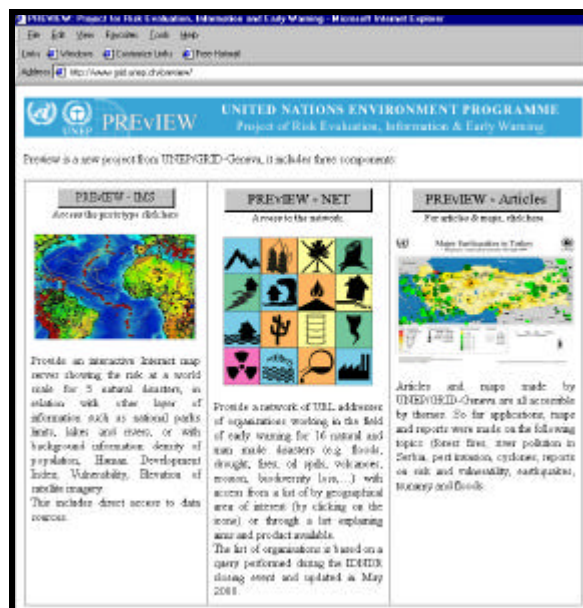 PREVIEW: Project for Risk Evaluation, Information and Early Warning - Microsoft Internet Explorer
File Edit View Favorites Tools Help
Links Windows Customize Links Free Hotmail
Address http://www.grid.unep.ch/preview/
UNEP
PREvIEW
UNITED NATIONS ENVIRONMENT PROGRAMME
Project of Risk Evaluation, Information & Early Warning
Preview is a new project from UNEP/GRID-Geneva, it includes three components:
PREvIEW - IMS
Access the prototype click here
Provide an interactive Internet map
server showing the risk at a world
scale for 5 natural disasters, in
relation with other layer of
information such as national parks
limits, lakes and rivers, or with
background information: density of
population, Human Development
Index, Vulnerability, Elevation of
satellite imagery.
This includes direct access to data
sources.
PREvIEW - NET
Access to the network.
Provide a network of URL addresses
of organizations working in the field
of early warning for 16 natural and
man made disasters (e.g. floods,
drought, fires, oil spills, volcanoes,
erosion, biodiversity loss,...) with
access from a list of by geographical
area of interest (by clicking on the
icons) or through a list explaining
aims and product available.
The list of organisations is based on a
query performed during the IDNDR
closing event and updated in May
2000.
PREvIEW - Articles
For articles & maps, click here
Major Earthquakes in Turkey
Articles and maps made by
UNEP/GRID-Geneva are all accessible
by themes. So far applications, maps
and reports were made on the following
topics (forest fires, river pollution in
Serbia, pest invasion, cyclones, reports
on risk and vulnerability, earthquakes,
tsunamy and floods.